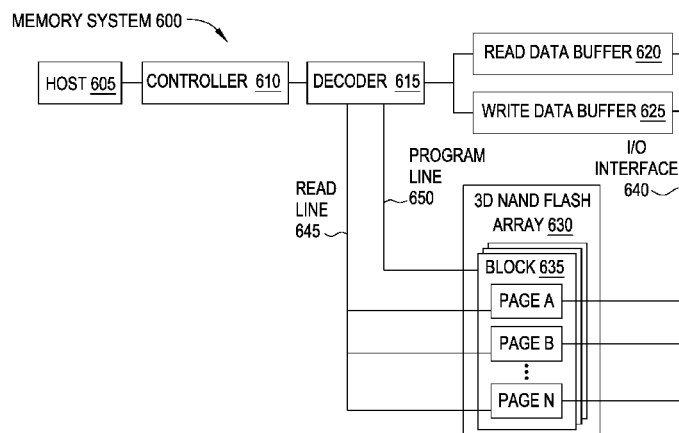 MEMORY SYSTEM 600
HOST 605
CONTROLLER 610
DECODER 615
READ DATA BUFFER 620
WRITE DATA BUFFER 625
I/O
INTERFACE
640
PROGRAM
LINE
650
READ
LINE
645
3D NAND FLASH
ARRAY 630
BLOCK 635
PAGE A
PAGE B
PAGE N